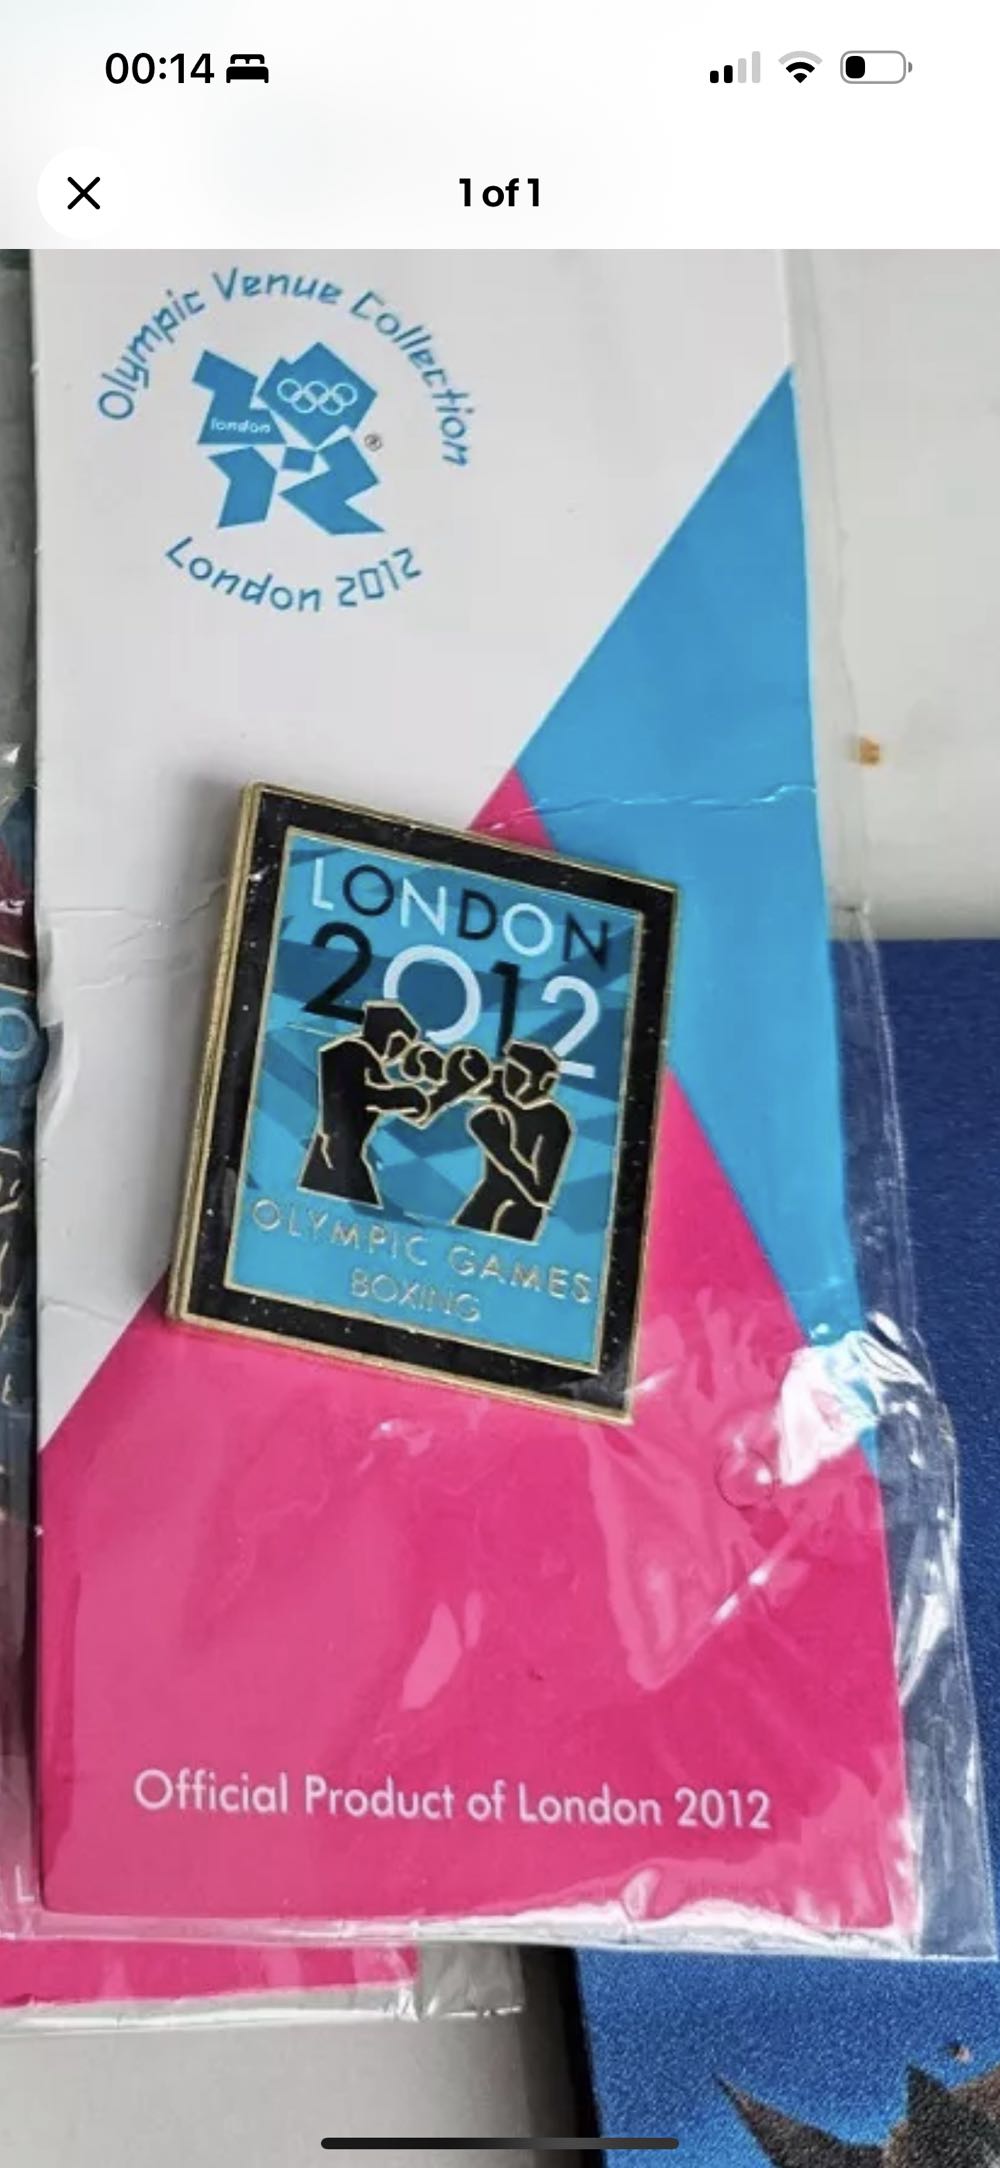 00:14
1 of 1
Olympic Venue Collection
london
®
London 2012
LONDON
2012
OLYMPIC GAMES
BOXING
Official Product of London 2012
L